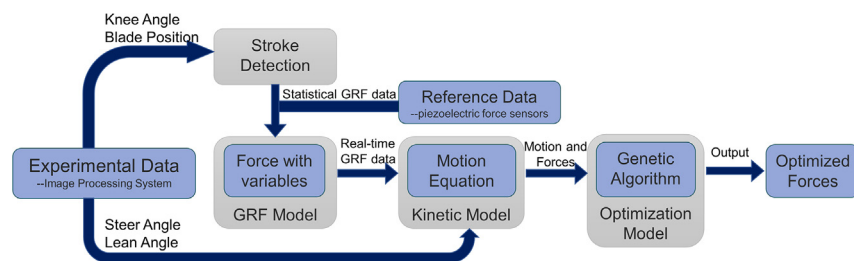 Knee Angle
Blade Position
Stroke
Detection
Statistical GRF data
Reference Data
--piezoelectric force sensors
Experimental Data
--Image Processing System
Force with
variables
GRF Model
Real-time
GRF data
Motion
Equation
Kinetic Model
Motion and
Forces
Genetic
Algorithm
Optimization
Model
Output
Optimized
Forces
Steer Angle
Lean Angle